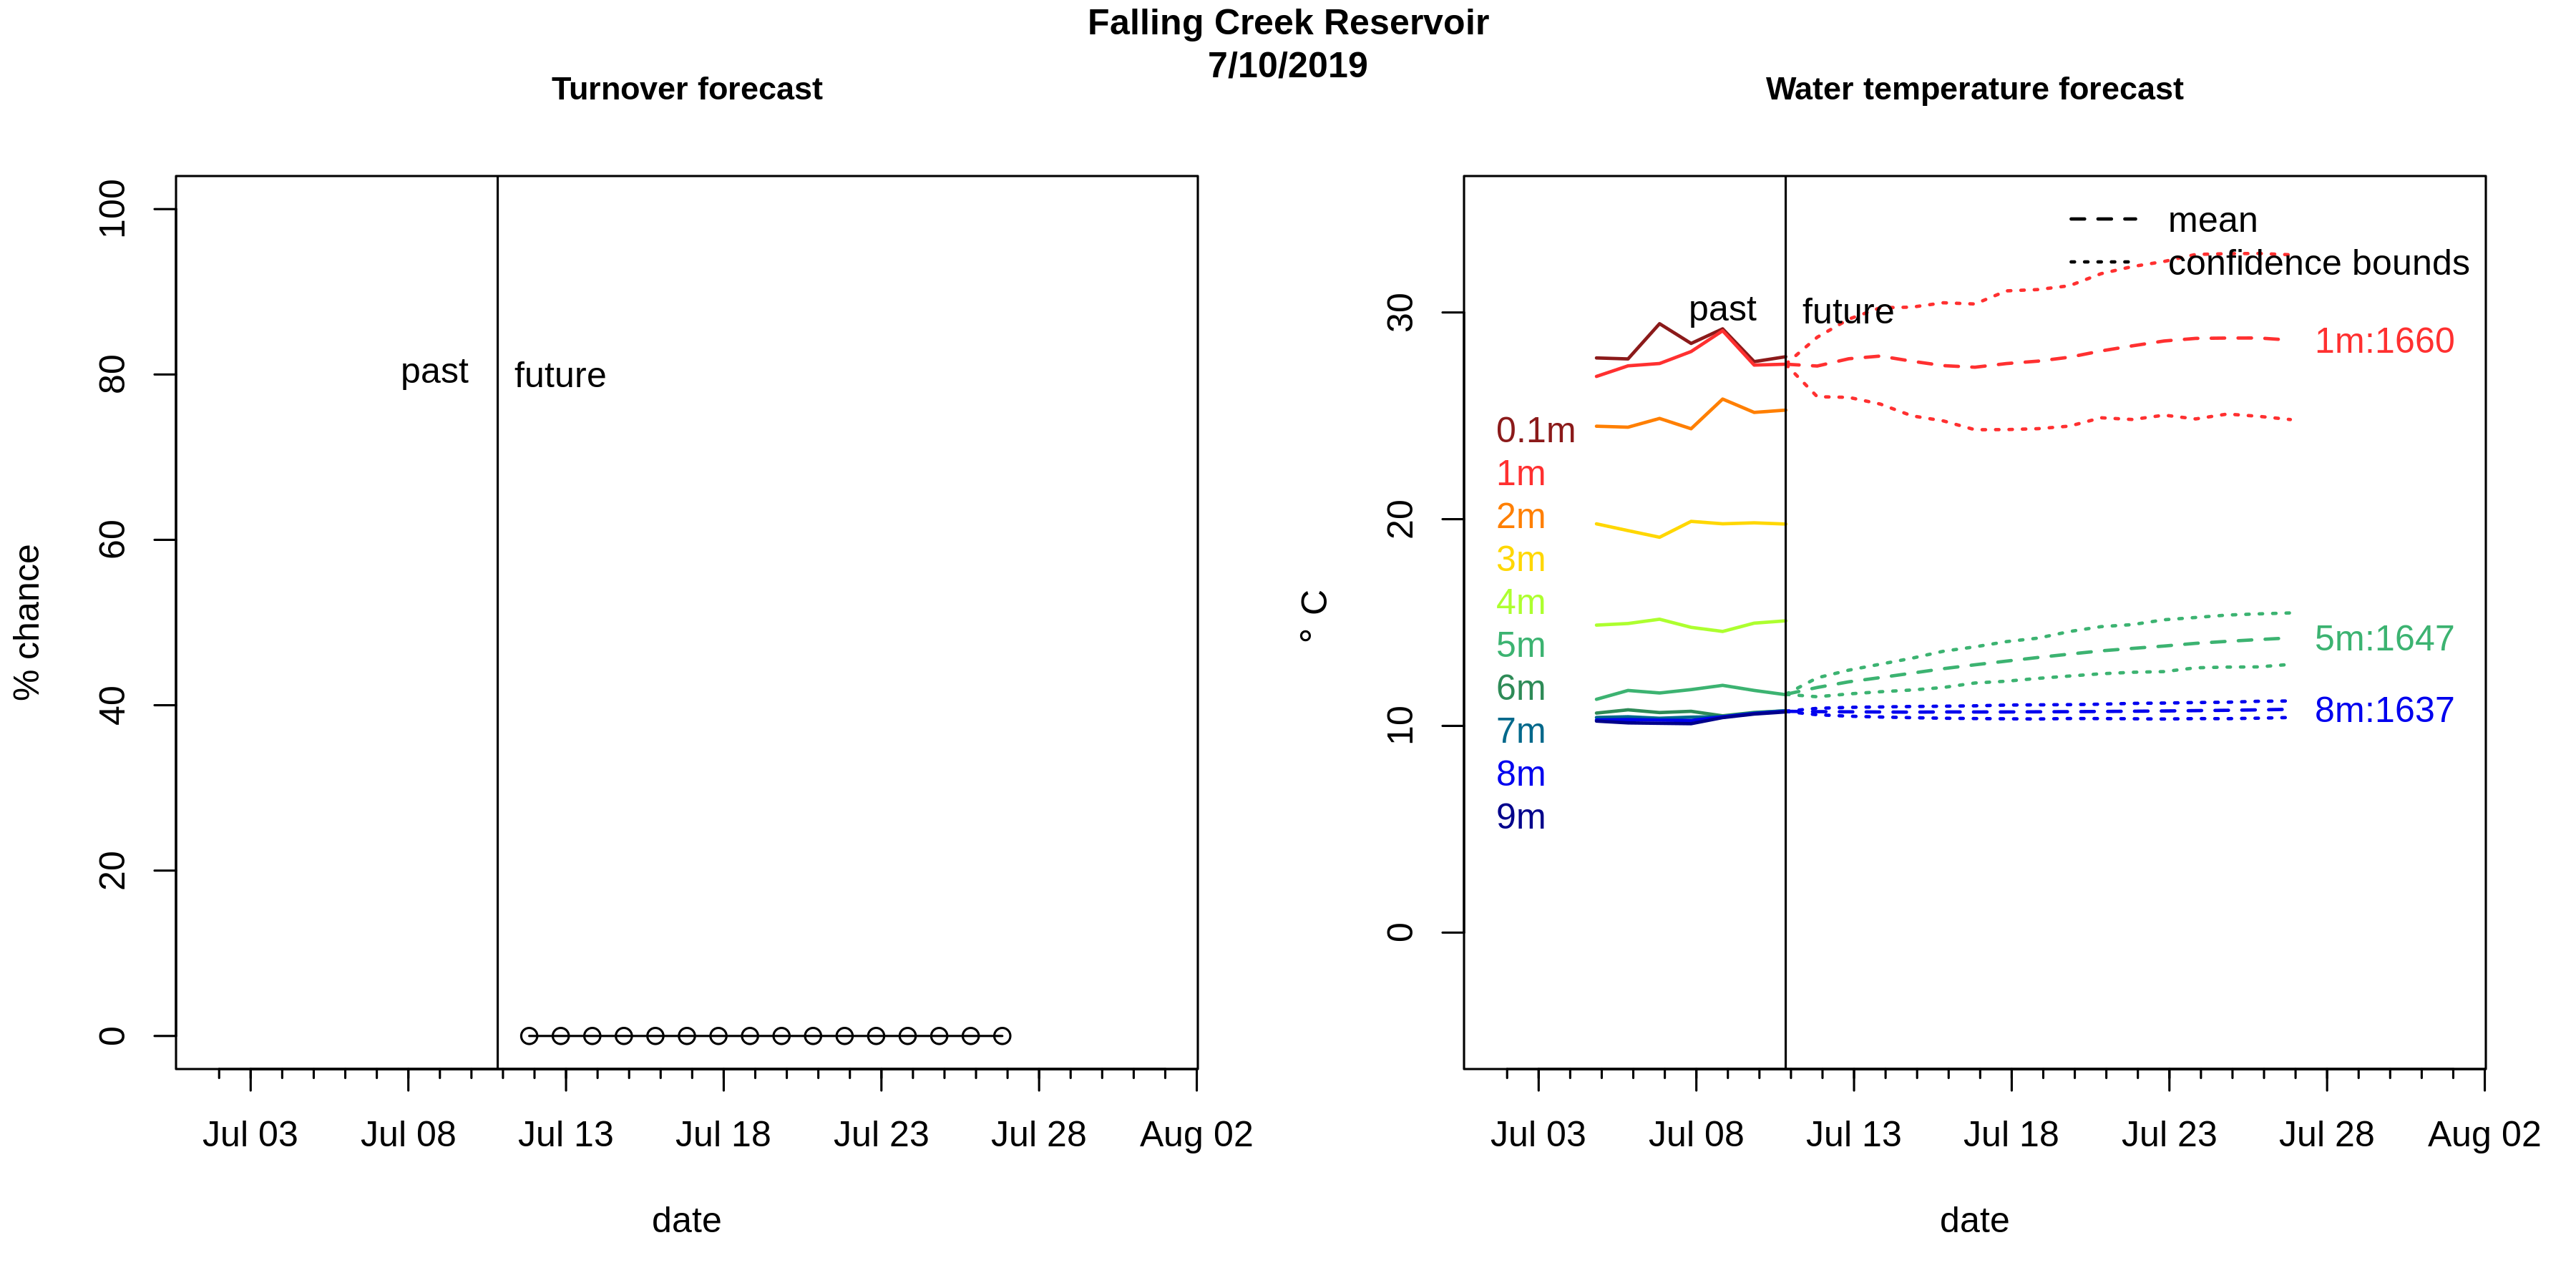 Falling Creek Reservoir
7/10/2019
Turnover forecast
% chance
100
80
60
40
20
0
past
future
Jul 03
Jul 08
Jul 13
Jul 18
Jul 23
Jul 28
Aug 02
date
Water temperature forecast
° C
30
20
10
0
past
future
mean
confidence bounds
0.1m
1m
2m
3m
4m
5m
6m
7m
8m
9m
1m:1660
5m:1647
8m:1637
Jul 03
Jul 08
Jul 13
Jul 18
Jul 23
Jul 28
Aug 02
date